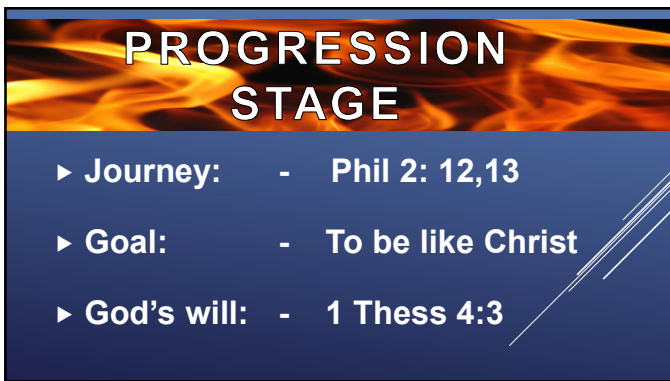 PROGRESSION
STAGE
Journey: - Phil 2: 12,13
Goal: - To be like Christ
God's will: - 1 Thess 4:3